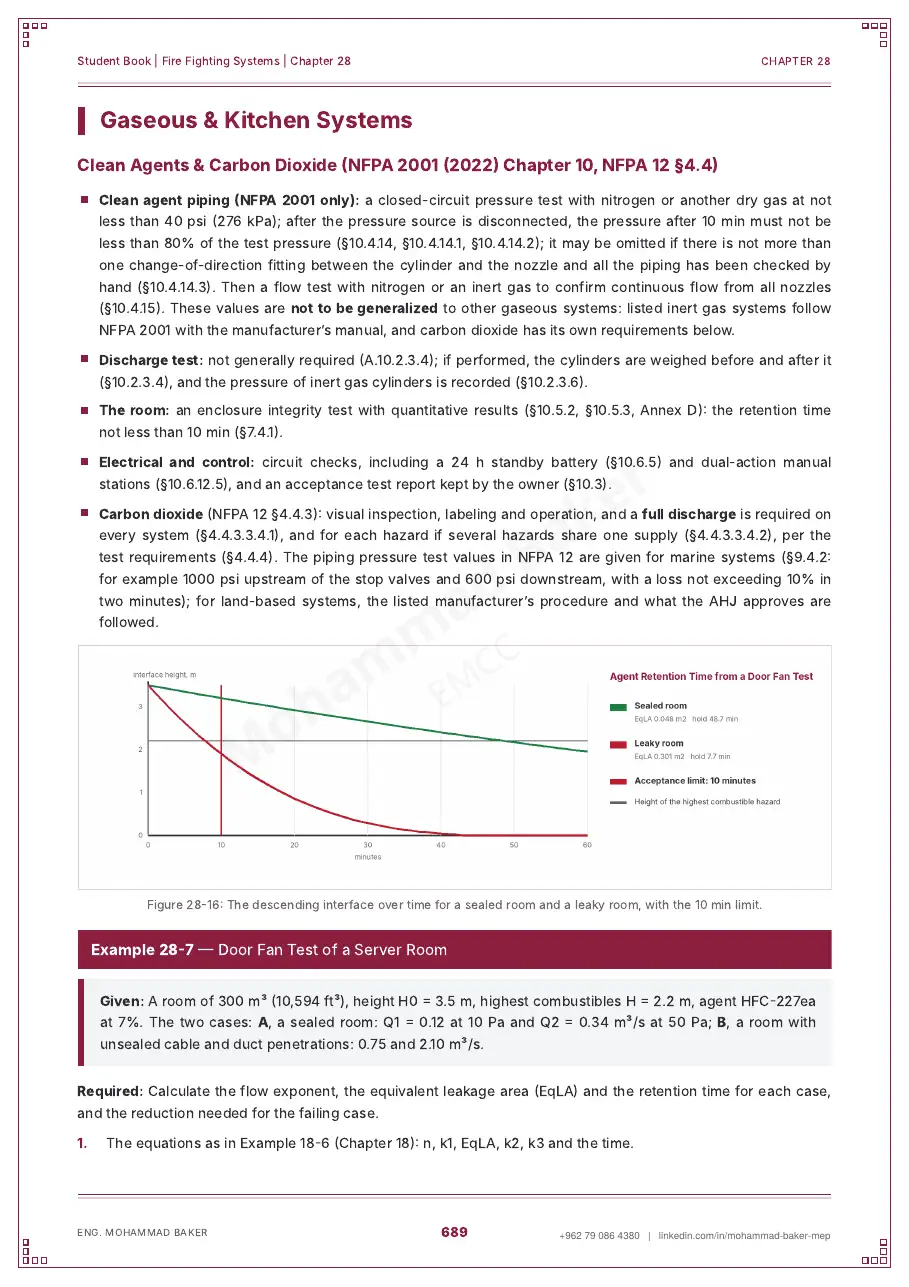 Student Book | Fire Fighting Systems | Chapter 28
CHAPTER 28
Gaseous & Kitchen Systems
Clean Agents & Carbon Dioxide (NFPA 2001 (2022) Chapter 10, NFPA 12 §4.4)
Clean agent piping (NFPA 2001 only): a closed-circuit pressure test with nitrogen or another dry gas at not
less than 40 psi (276 kPa); after the pressure source is disconnected, the pressure after 10 min must not be
less than 80% of the test pressure (§10.4.14, §10.4.14.1, §10.4.14.2); it may be omitted if there is not more than
one change-of-direction fitting between the cylinder and the nozzle and all the piping has been checked by
hand (§10.4.14.3). Then a flow test with nitrogen or an inert gas to confirm continuous flow from all nozzles
(§10.4.15). These values are not to be generalized to other gaseous systems: listed inert gas systems follow
NFPA 2001 with the manufacturer's manual, and carbon dioxide has its own requirements below.
Discharge test: not generally required (A.10.2.3.4); if performed, the cylinders are weighed before and after it
(§10.2.3.4), and the pressure of inert gas cylinders is recorded (§10.2.3.6).
The room: an enclosure integrity test with quantitative results (§10.5.2, §10.5.3, Annex D): the retention time
not less than 10 min (§7.4.1).
Electrical and control: circuit checks, including a 24 h standby battery (§10.6.5) and dual-action manual
stations (§10.6.12.5), and an acceptance test report kept by the owner (§10.3).
Carbon dioxide (NFPA 12 §4.4.3): visual inspection, labeling and operation, and a full discharge is required on
every system (§4.4.3.3.4.1), and for each hazard if several hazards share one supply (§4.4.3.3.4.2), per the
test requirements (§4.4.4). The piping pressure test values in NFPA 12 are given for marine systems (§9.4.2:
for example 1000 psi upstream of the stop valves and 600 psi downstream, with a loss not exceeding 10% in
two minutes); for land-based systems, the listed manufacturer's procedure and what the AHJ approves are
followed.
Mohammad Baker
EMCC
interface height, m
3
2
1
0
0 10 20 30 40 50 60
minutes
Agent Retention Time from a Door Fan Test
Sealed room
EqLA 0.048 m2 hold 48.7 min
Leaky room
EqLA 0.301 m2 hold 7.7 min
Acceptance limit: 10 minutes
Height of the highest combustible hazard
Figure 28-16: The descending interface over time for a sealed room and a leaky room, with the 10 min limit.
Example 28-7 — Door Fan Test of a Server Room
Given: A room of 300 m³ (10,594 ft³), height H0 = 3.5 m, highest combustibles H = 2.2 m, agent HFC-227ea
at 7%. The two cases: A, a sealed room: Q1 = 0.12 at 10 Pa and Q2 = 0.34 m³/s at 50 Pa; B, a room with
unsealed cable and duct penetrations: 0.75 and 2.10 m³/s.
Required: Calculate the flow exponent, the equivalent leakage area (EqLA) and the retention time for each case,
and the reduction needed for the failing case.
1. The equations as in Example 18-6 (Chapter 18): n, k1, EqLA, k2, k3 and the time.
ENG. MOHAMMAD BAKER
689
+962 79 086 4380 | linkedin.com/in/mohammad-baker-mep